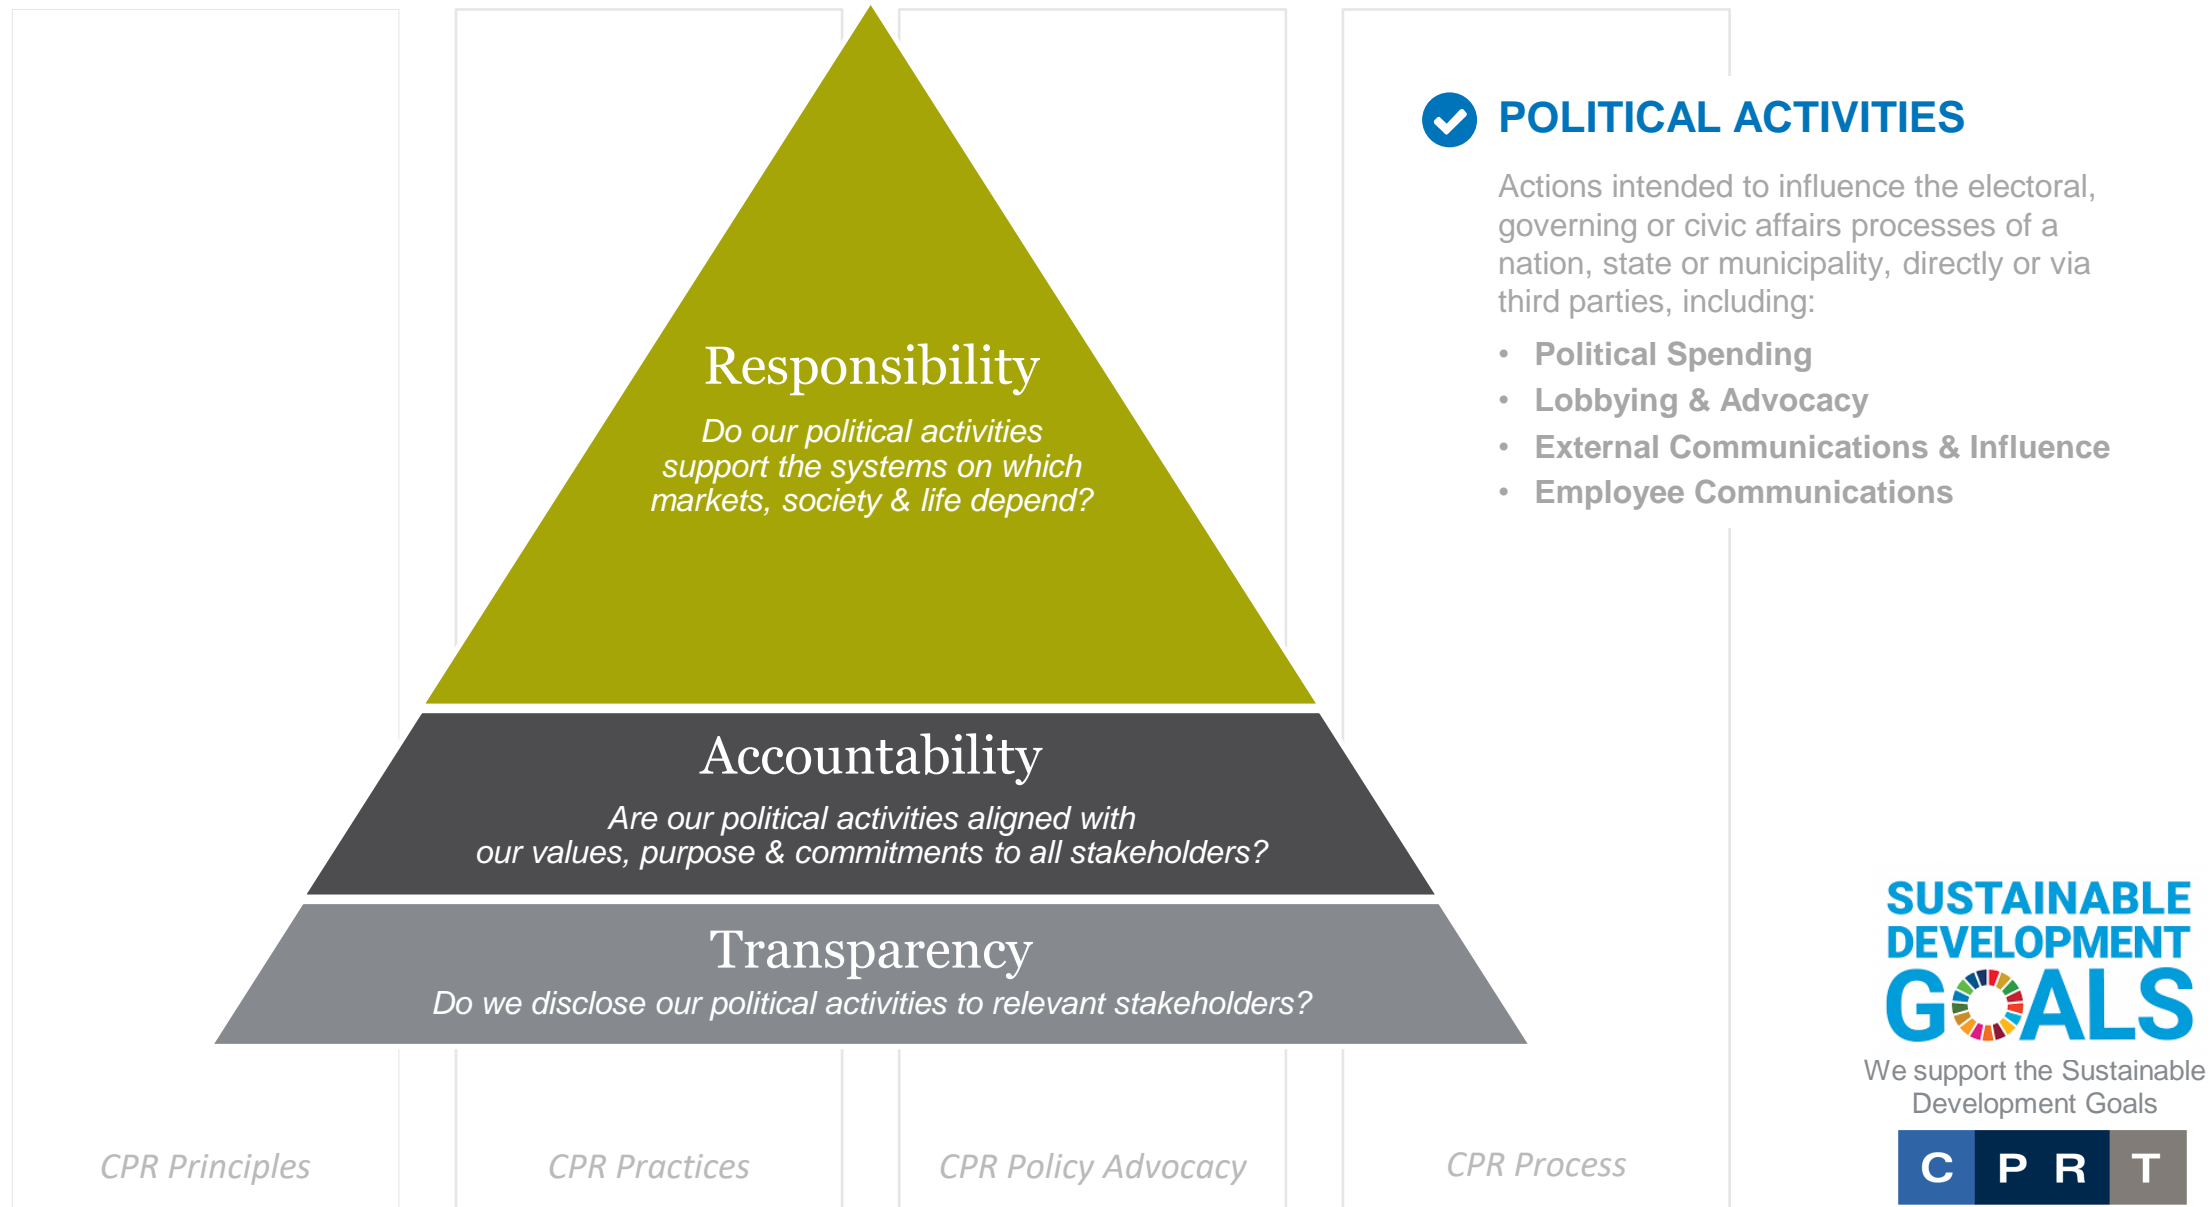 Responsibility
Do our political activities
support the systems on which
markets, society & life depend?
Accountability
Are our political activities aligned with
our values, purpose & commitments to all stakeholders?
Transparency
Do we disclose our political activities to relevant stakeholders?
POLITICAL ACTIVITIES
Actions intended to influence the electoral,
governing or civic affairs processes of a
nation, state or municipality, directly or via
third parties, including:
• Political Spending
• Lobbying & Advocacy
• External Communications & Influence
• Employee Communications
SUSTAINABLE
DEVELOPMENT
GOALS
We support the Sustainable
Development Goals
CPR Principles
CPR Practices
CPR Policy Advocacy
CPR Process
C P R T